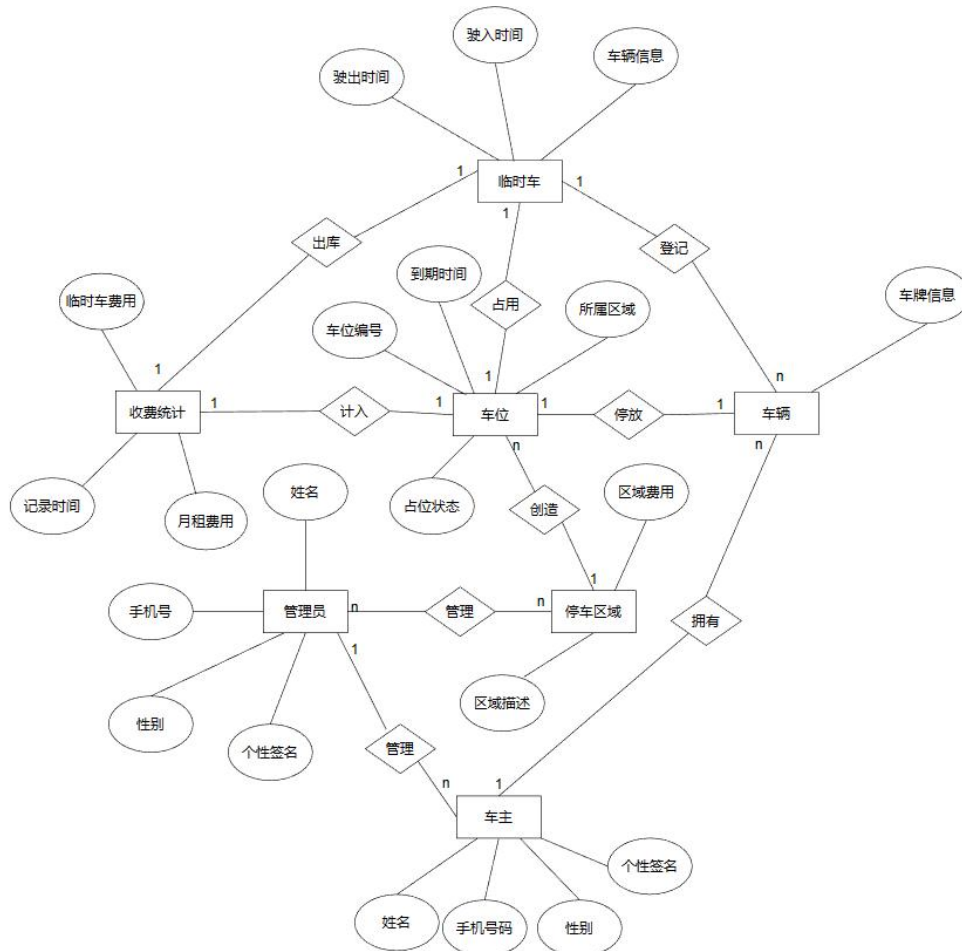 驶入时间
车辆信息
驶出时间
1
临时车
1
1
出库
登记
到期时间
临时车费用
占用
所属区域
车牌信息
车位编号
1
1
n
收费统计
1
计入
1
车位
1
停放
1
车辆
n
n
姓名
区域费用
记录时间
月租费用
占位状态
创造
1
手机号
管理员
n
管理
n
停车区域
拥有
1
区域描述
性别
个性签名
管理
n
1
车主
个性签名
姓名
手机号码
性别